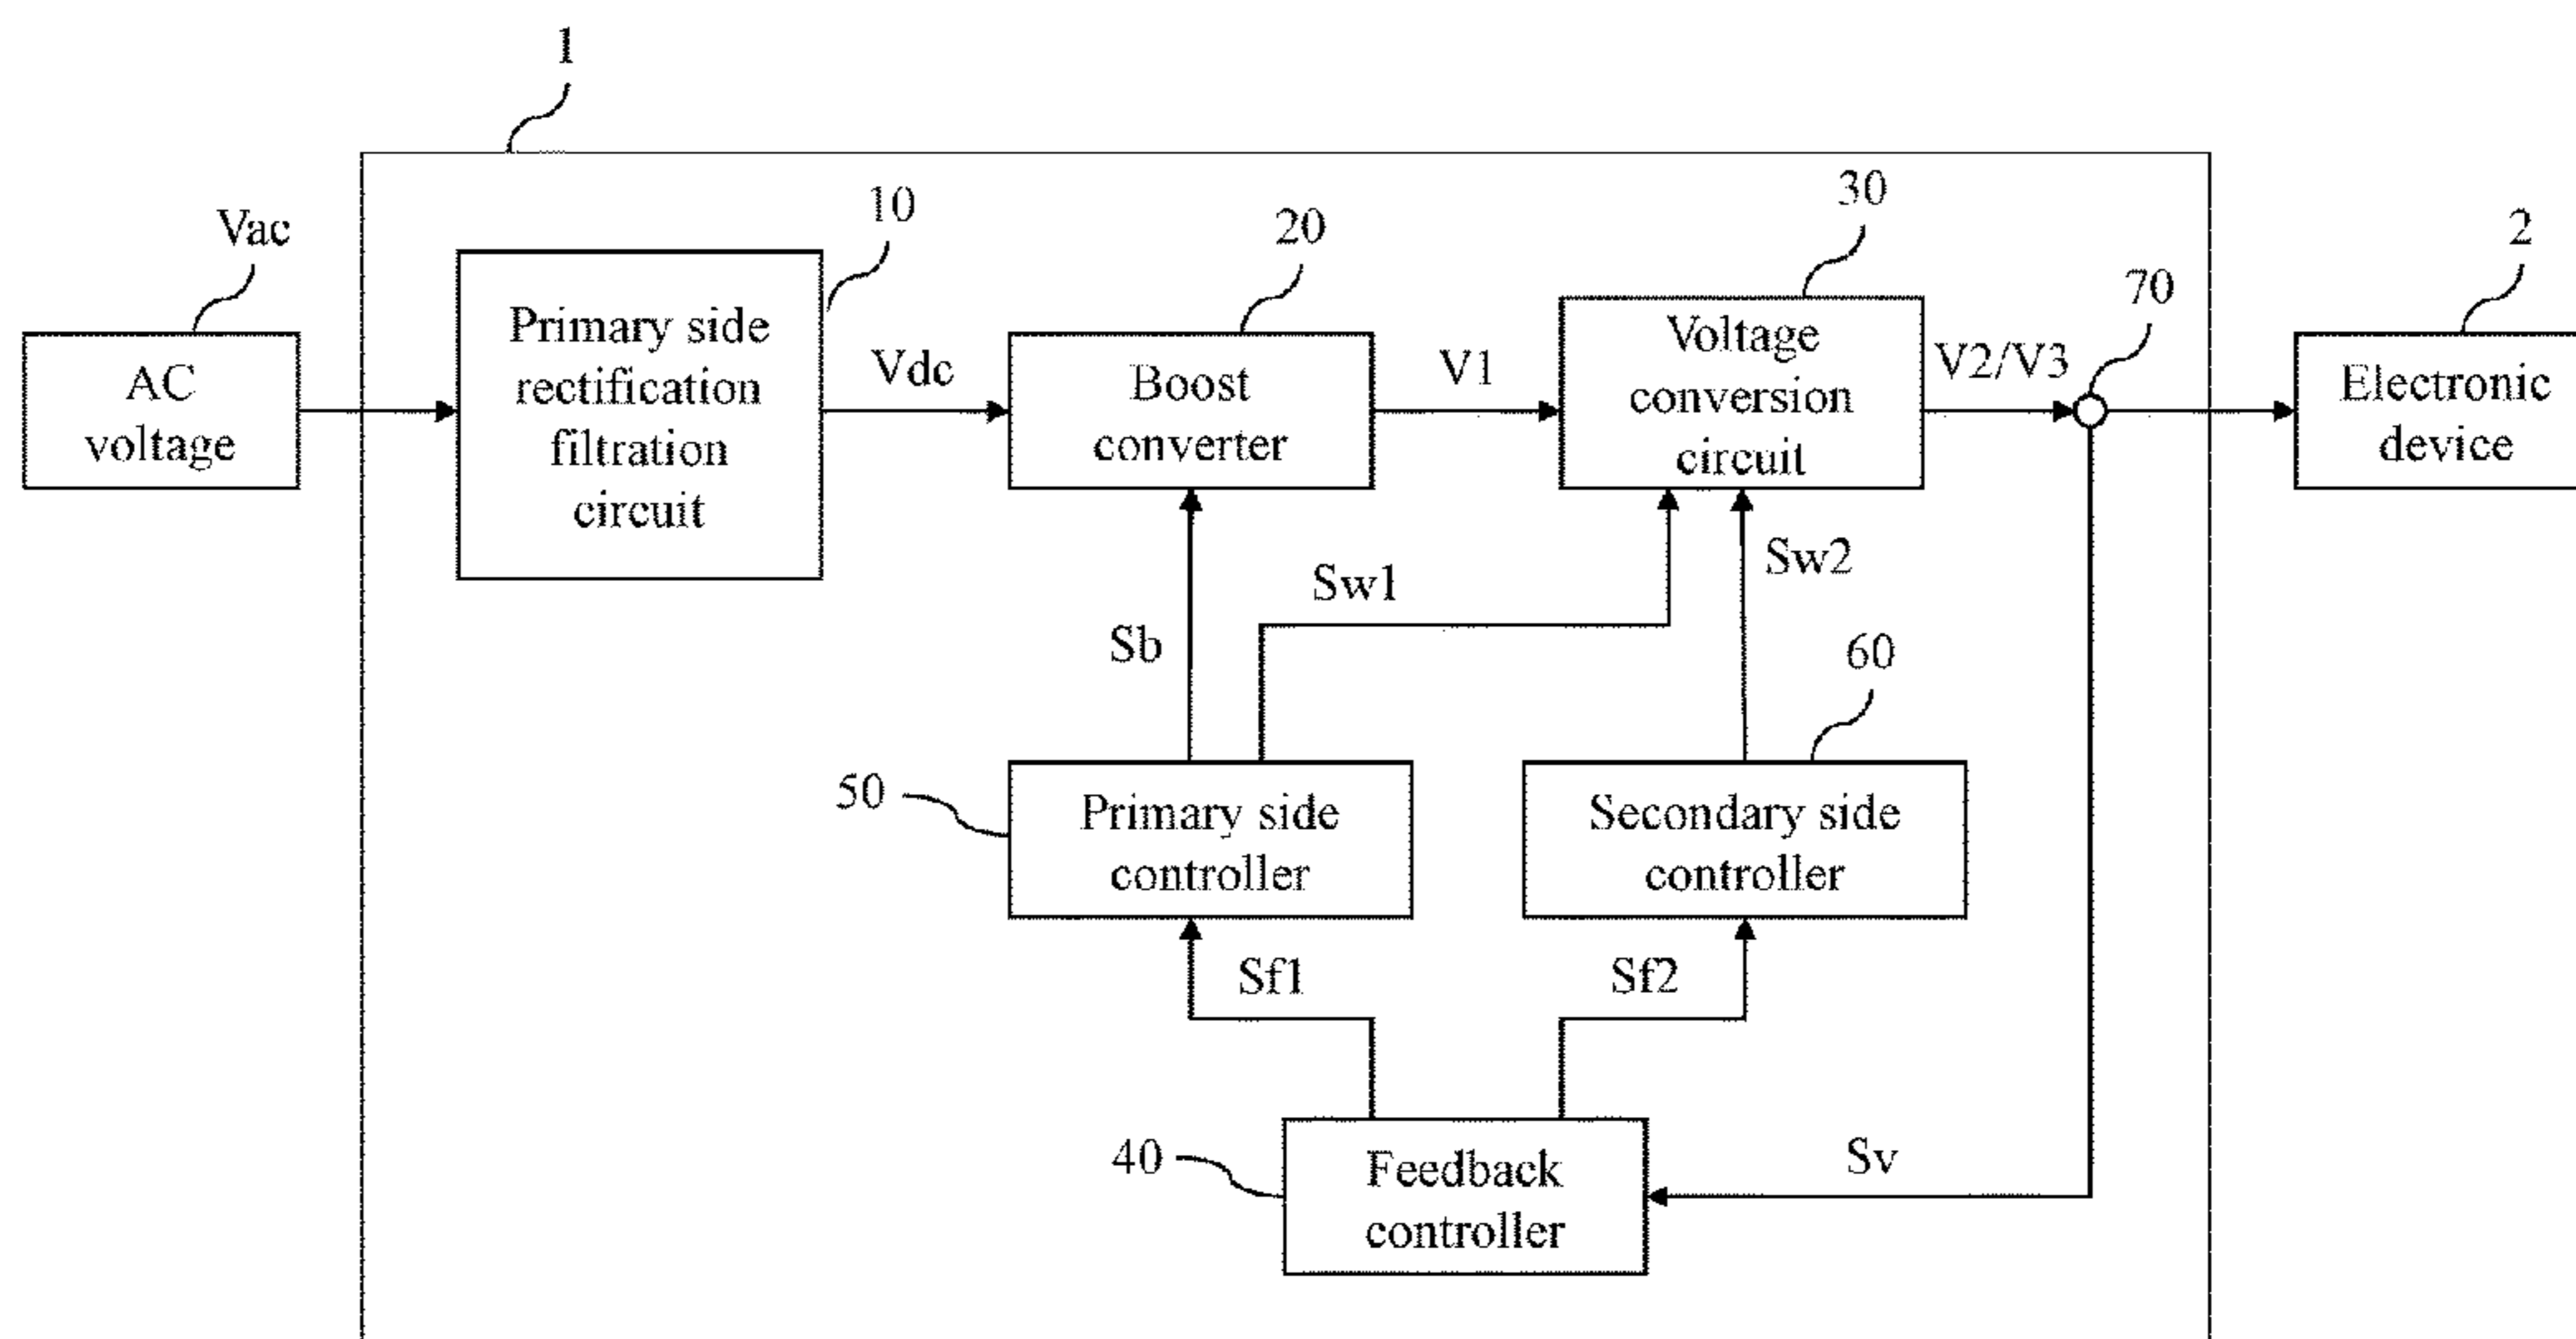 1
Vac
10
20
30
70
2
AC
voltage
Primary side
rectification
filtration
circuit
Vdc
Boost
converter
V1
Voltage
conversion
circuit
V2/V3
Electronic
device
Sb
Sw1
Sw2
60
50
Primary side
controller
Secondary side
controller
Sf1
Sf2
40
Feedback
controller
Sv